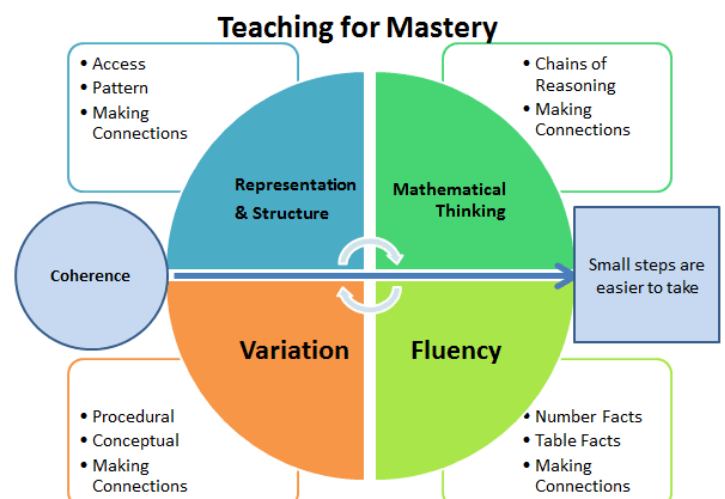 Teaching for Mastery
• Access
• Pattern
• Making
Connections
• Chains of
Reasoning
• Making
Connections
Representation
& Structure
Mathematical
Thinking
Coherence
Small steps are
easier to take
Variation
Fluency
• Procedural
• Conceptual
• Making
Connections
• Number Facts
• Table Facts
• Making
Connections